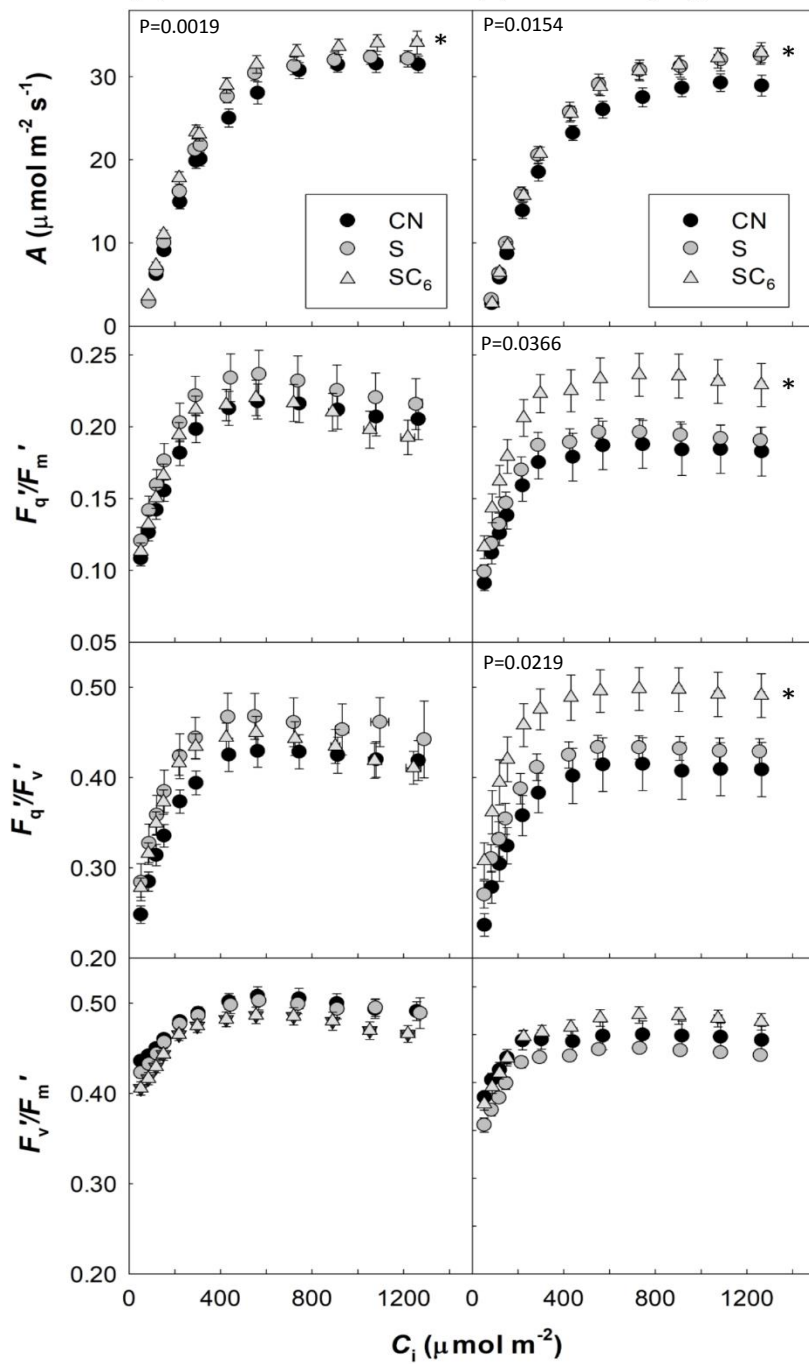 P=0.0019
P=0.0154
*
*
30
20
10
0
A (μmol m⁻² s⁻¹)
CN
S
SC₆
CN
S
SC₆
P=0.0366
*
0.25
0.20
0.15
0.10
0.05
Fq'/Fm'
P=0.0219
*
0.50
0.40
0.30
0.20
Fq'/Fv'
0.50
0.40
0.30
0.20
Fv'/Fm'
0 400 800 1200 0 400 800 1200
Ci (μmol m⁻²)